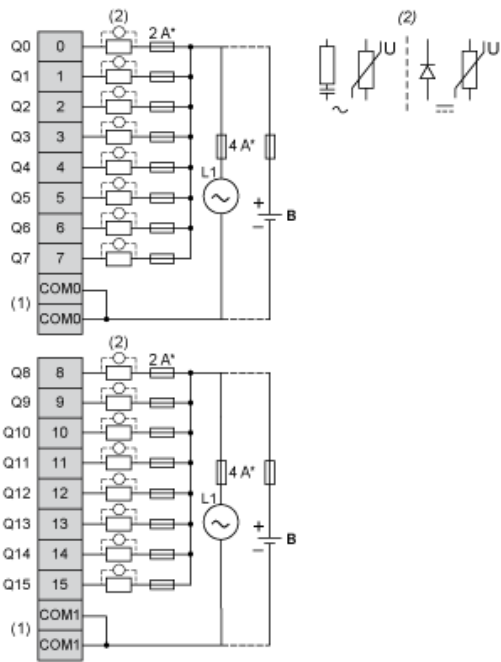 (2)
2 A*
Q0 0
Q1 1
Q2 2
Q3 3
Q4 4
Q5 5
Q6 6
Q7 7
4 A*
L1
+
−
B
COM0
(1)
COM0
(2)
U
U
(2)
2 A*
Q8 8
Q9 9
Q10 10
Q11 11
Q12 12
Q13 13
Q14 14
Q15 15
4 A*
L1
+
−
B
COM1
(1)
COM1